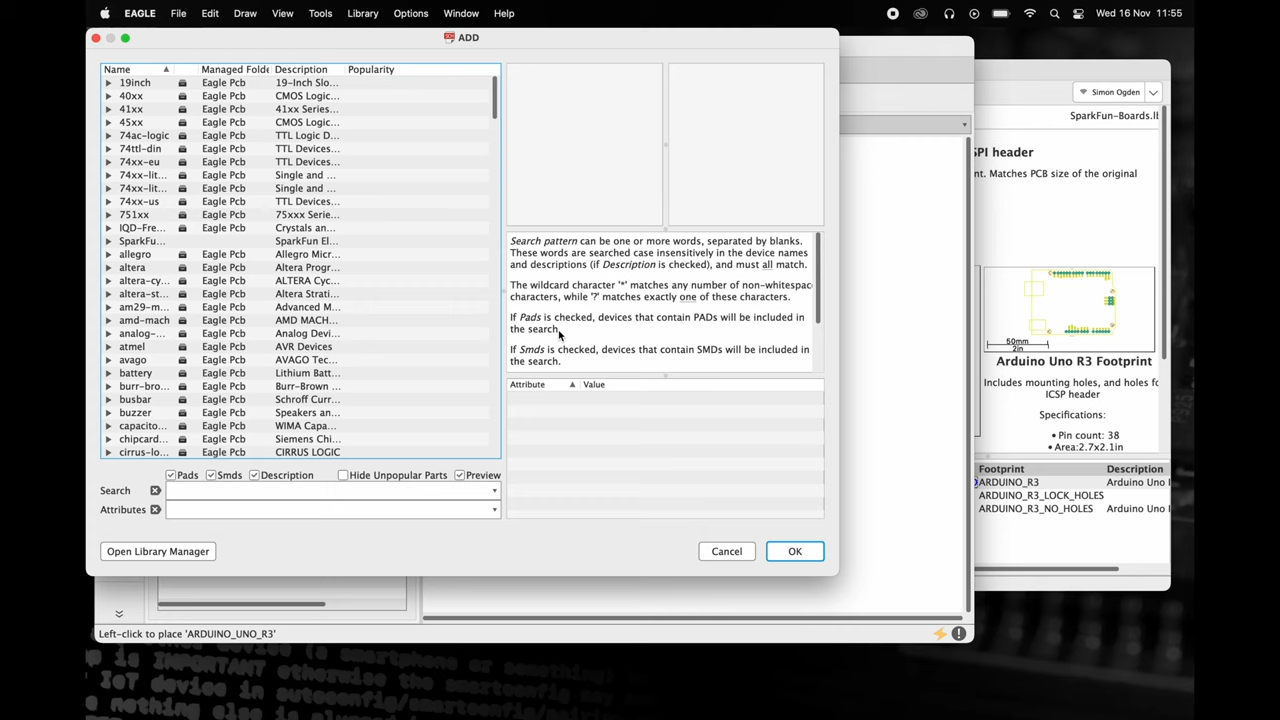 EAGLE File Edit Draw View Tools Library Options Window Help
Wed 16 Nov 11:55
ADD
Name Managed Folde Description Popularity
19inch Eagle Pcb 19-Inch Slo...
40xx Eagle Pcb CMOS Logic...
41xx Eagle Pcb 41xx Series...
45xx Eagle Pcb CMOS Logic...
74ac-logic Eagle Pcb TTL Logic D...
74ttl-din Eagle Pcb TTL Devices...
74xx-eu Eagle Pcb TTL Devices...
74xx-lit... Eagle Pcb Single and ...
74xx-lit... Eagle Pcb Single and ...
74xx-us Eagle Pcb TTL Devices...
751xx Eagle Pcb 75xxx Serie...
IQD-Fre... Eagle Pcb Crystals an...
SparkFu... SparkFun El...
allegro Eagle Pcb Allegro Micr...
altera Eagle Pcb Altera Progr...
altera-cy... Eagle Pcb ALTERA Cyc...
altera-st... Eagle Pcb Altera Strati...
am29-m... Eagle Pcb Advanced M...
amd-mach Eagle Pcb AMD MACH...
analog-... Eagle Pcb Analog Devi...
atmel Eagle Pcb AVR Devices
avago Eagle Pcb AVAGO Tec...
battery Eagle Pcb Lithium Batt...
burr-bro... Eagle Pcb Burr-Brown ...
busbar Eagle Pcb Schroff Curr...
buzzer Eagle Pcb Speakers an...
capacito... Eagle Pcb WIMA Capa...
chipcard... Eagle Pcb Siemens Chi...
cirrus-lo... Eagle Pcb CIRRUS LOGIC
Pads Smds Description Hide Unpopular Parts Preview
Search
Attributes
Open Library Manager
Search pattern can be one or more words, separated by blanks.
These words are searched case insensitively in the device names
and descriptions (if Description is checked), and must all match.
The wildcard character '*' matches any number of non-whitespac
characters, while '?' matches exactly one of these characters.
If Pads is checked, devices that contain PADs will be included in
the search.
If Smds is checked, devices that contain SMDs will be included in
the search.
Attribute Value
Cancel OK
Left-click to place 'ARDUINO_UNO_R3'
Simon Ogden
SparkFun-Boards.lb
SPI header
nt. Matches PCB size of the original
50mm
2in
Arduino Uno R3 Footprint
Includes mounting holes, and holes fo
ICSP header
Specifications:
• Pin count: 38
• Area:2.7x2.1in
Footprint Description
ARDUINO_R3 Arduino Uno
ARDUINO_R3_LOCK_HOLES
ARDUINO_R3_NO_HOLES Arduino Uno
is IMPORTANT otherwise the smartconfig
IoT device in autoconfig/smartconfig
nothing else is